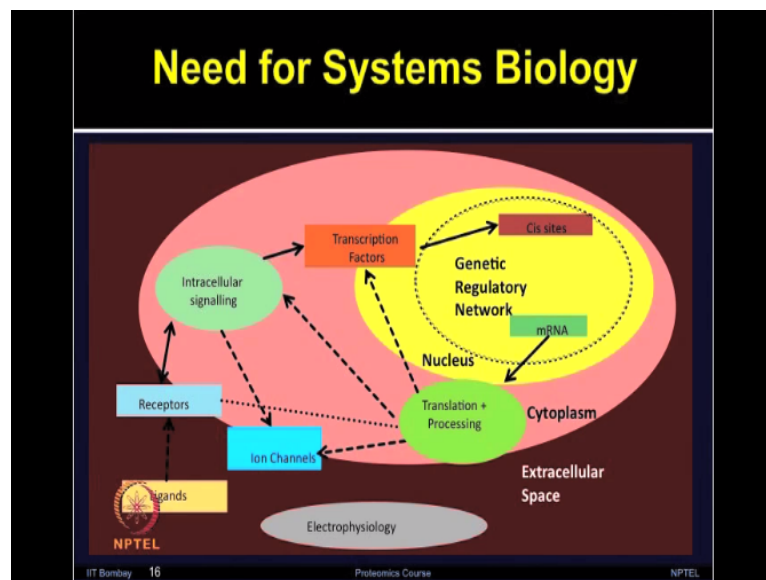 Need for Systems Biology
Transcription
Factors
Cis sites
Genetic
Regulatory
Network
Intracellular
signalling
mRNA
Nucleus
Receptors
Translation +
Processing
Cytoplasm
Ion Channels
Extracellular
Space
Ligands
Electrophysiology
NPTEL
IIT Bombay 16 Proteomics Course NPTEL